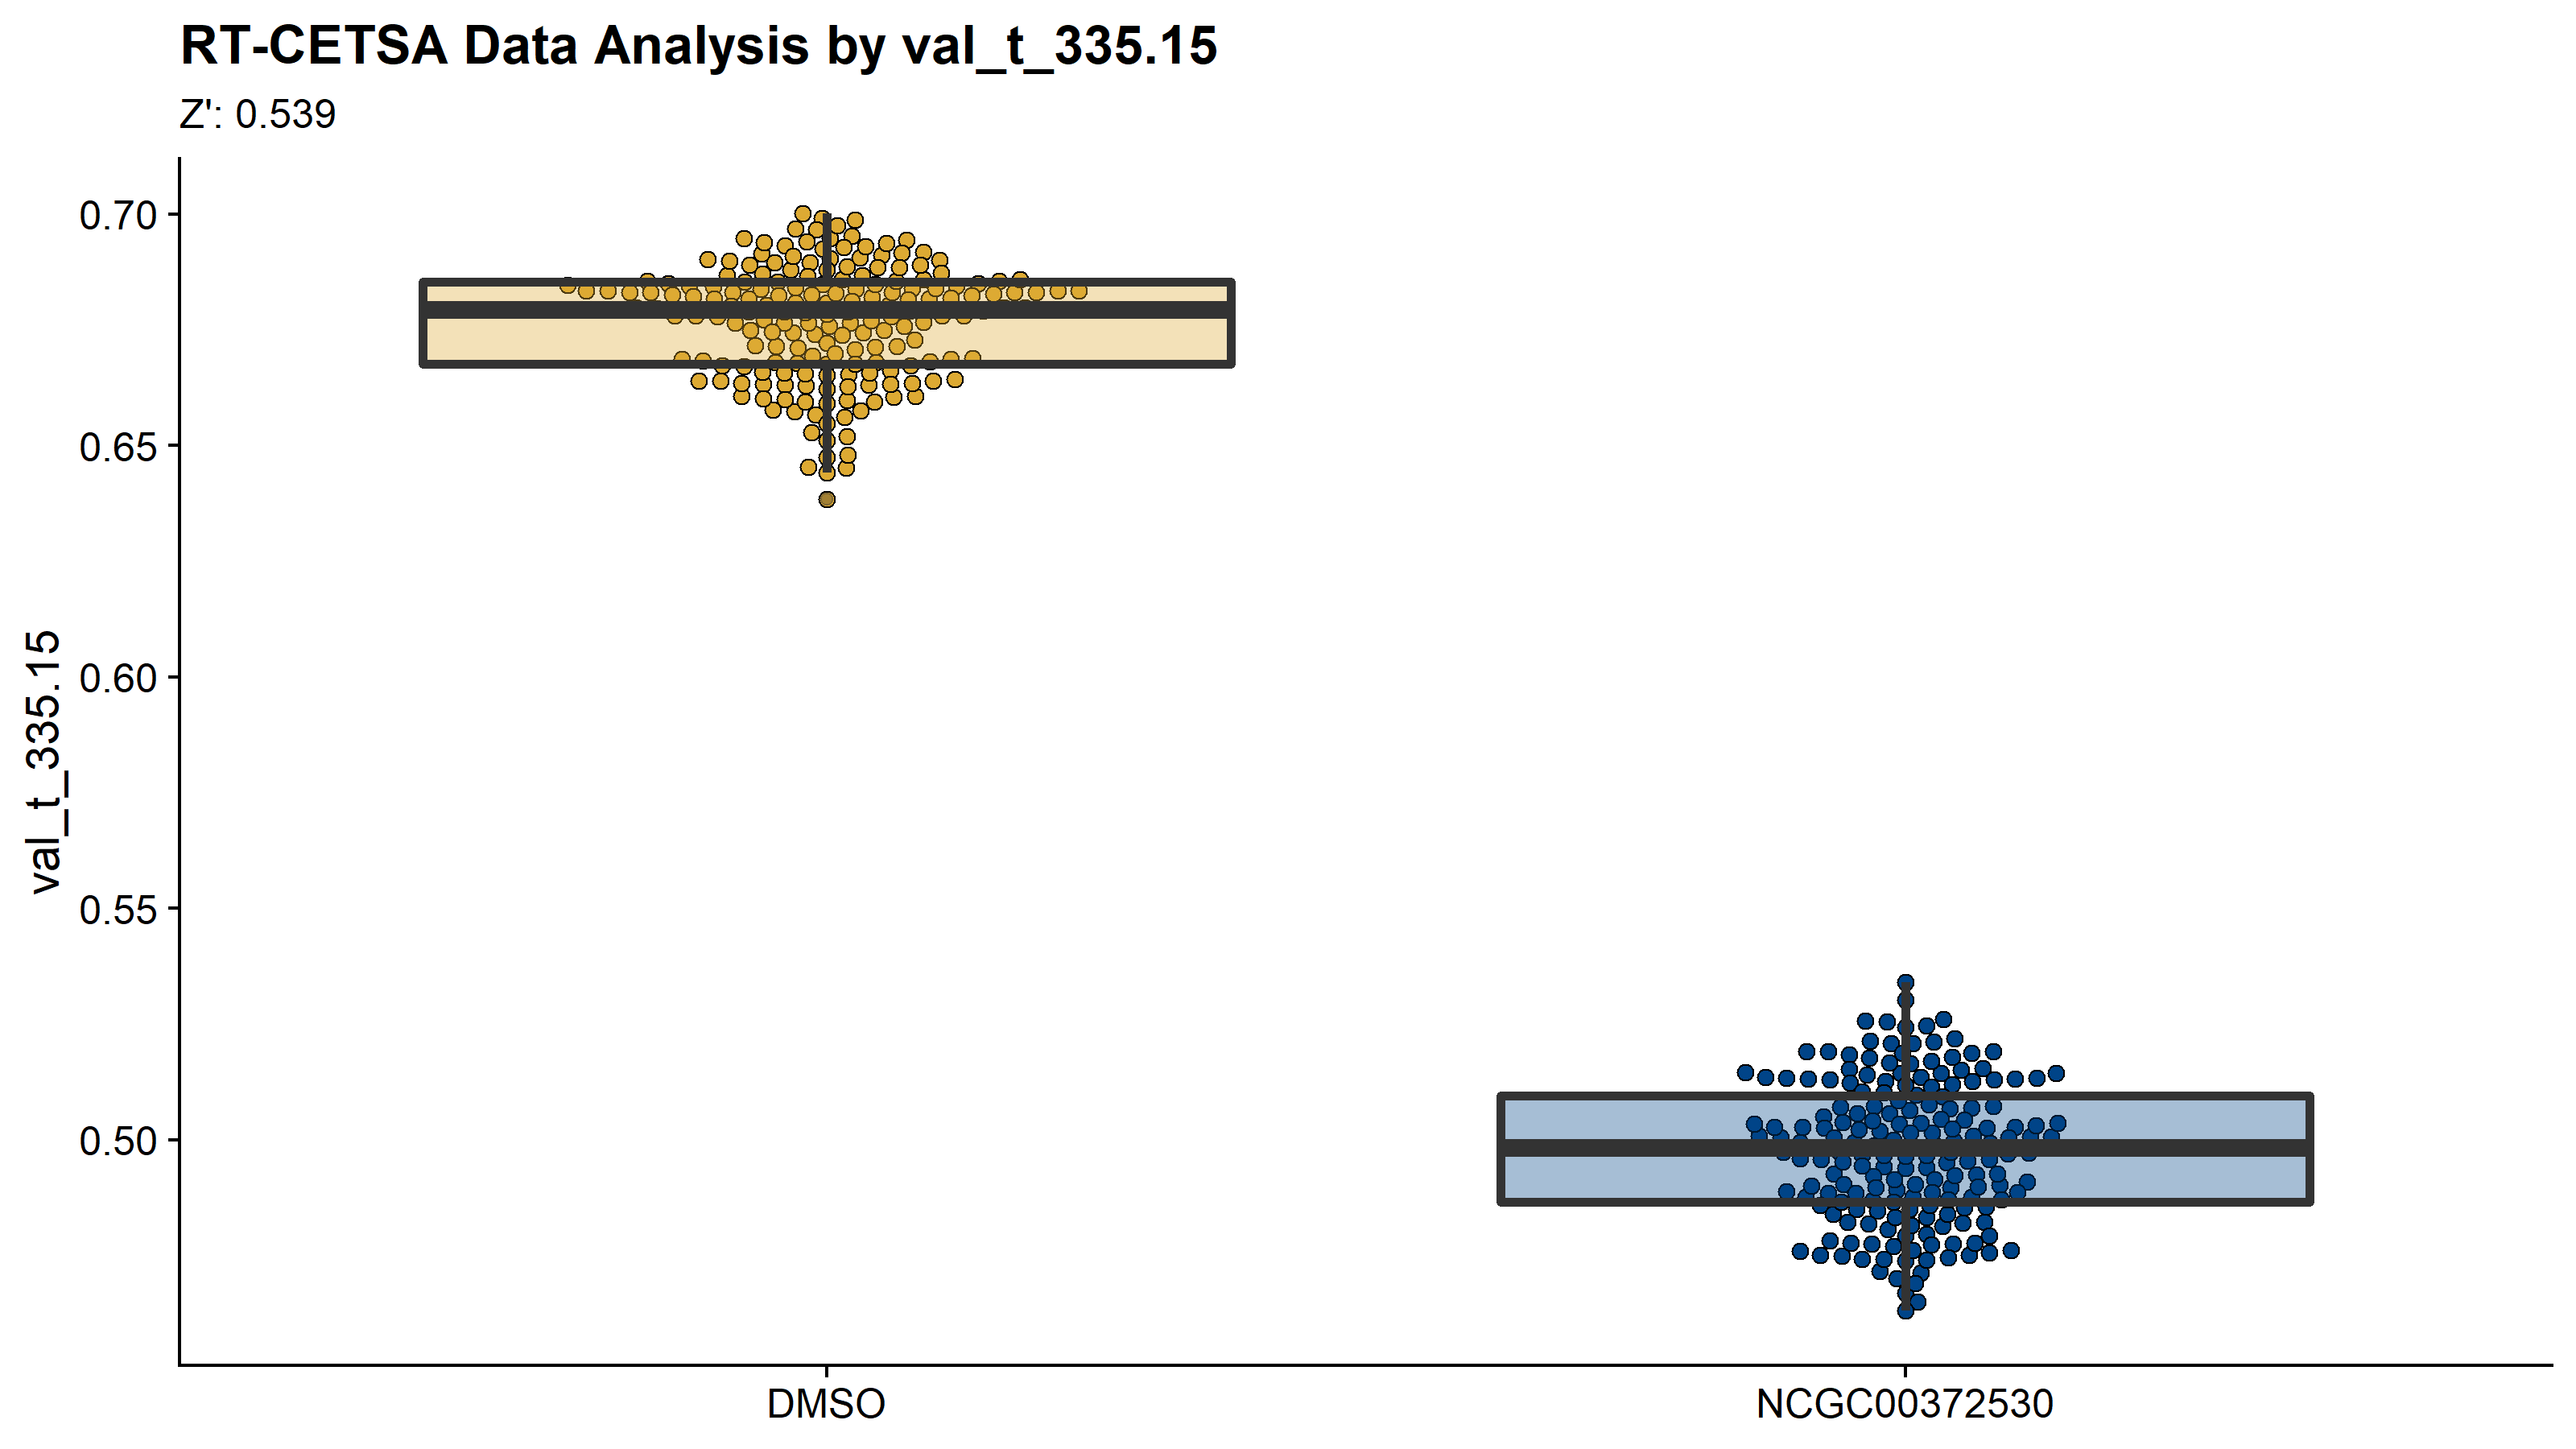 RT-CETSA Data Analysis by val_t_335.15
Z': 0.539
val_t_335.15
0.70
0.65
0.60
0.55
0.50
DMSO
NCGC00372530